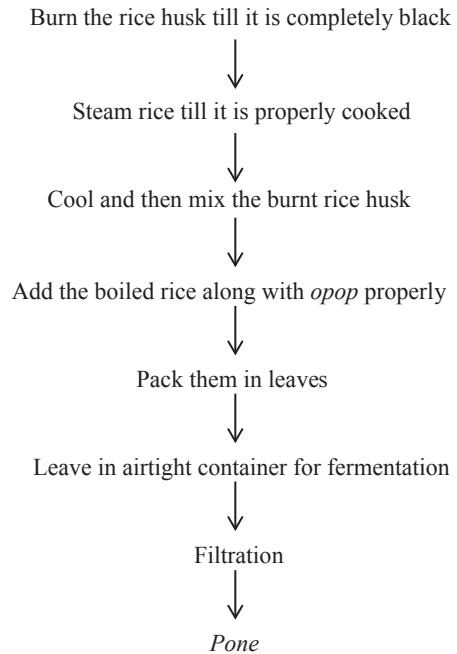 Burn the rice husk till it is completely black
Steam rice till it is properly cooked
Cool and then mix the burnt rice husk
Add the boiled rice along with opop properly
Pack them in leaves
Leave in airtight container for fermentation
Filtration
Pone